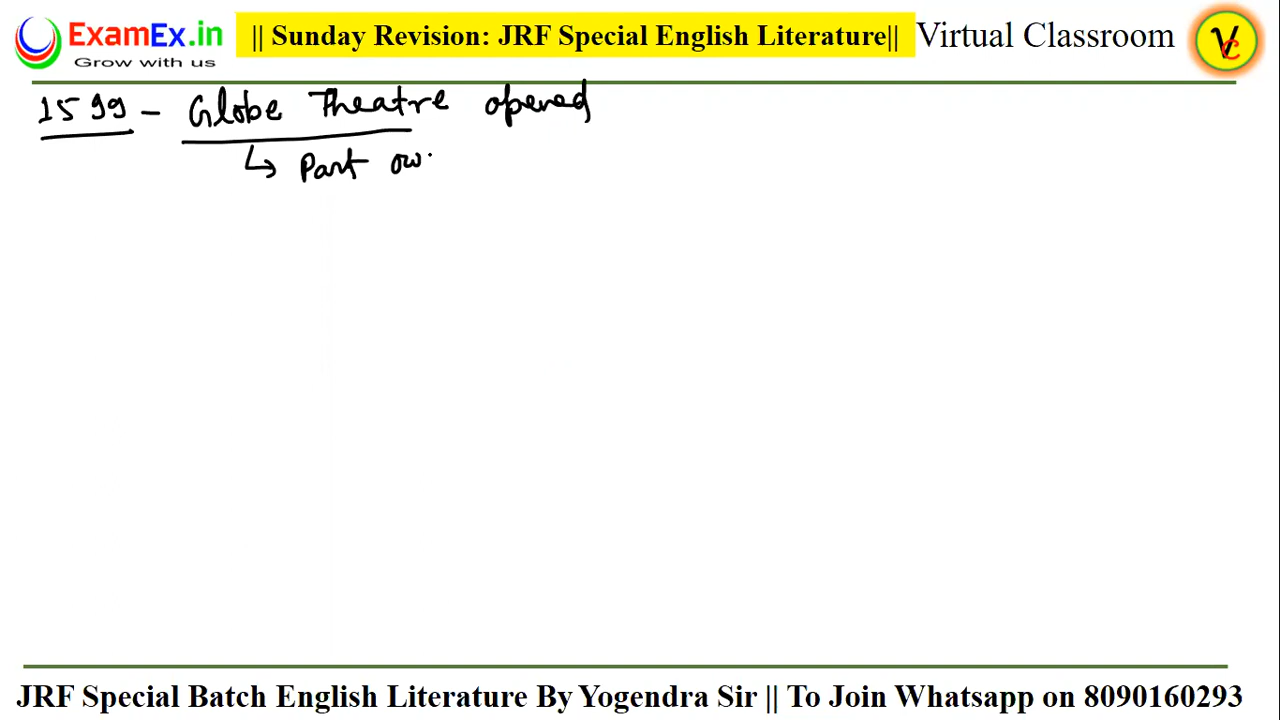 ExamEx.in
Grow with us
|| Sunday Revision: JRF Special English Literature||
Virtual Classroom
VC
1599 - Globe Theatre opened
↳ Part ow
JRF Special Batch English Literature By Yogendra Sir || To Join Whatsapp on 8090160293